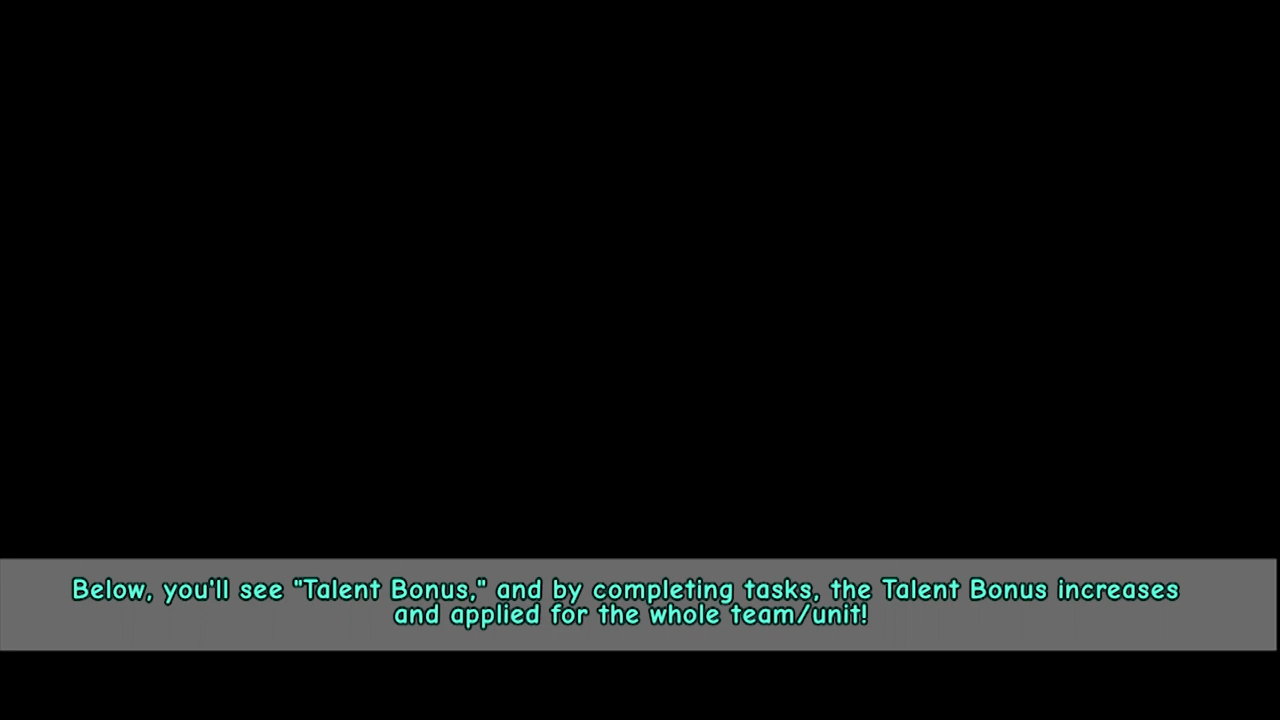 Below, you'll see "Talent Bonus," and by completing tasks, the Talent Bonus increases
and applied for the whole team/unit!